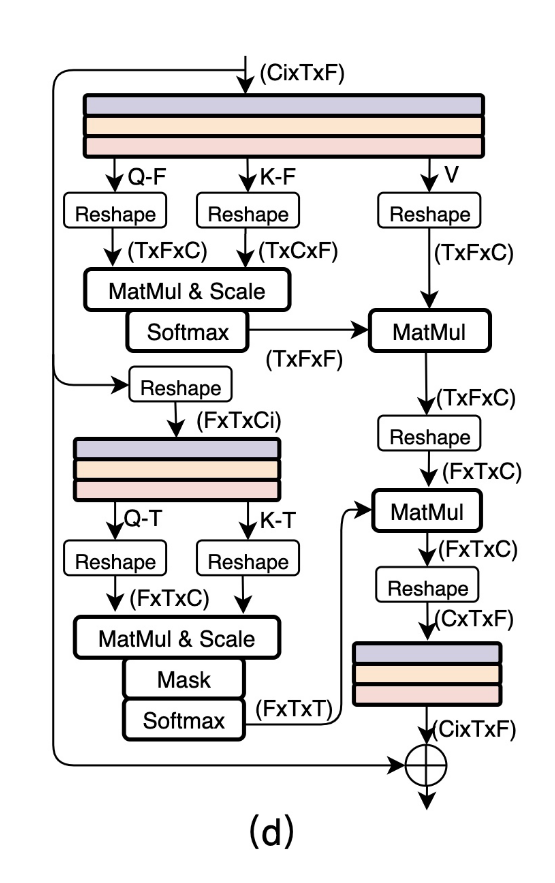 (CixTxF)
Q-F
K-F
V
Reshape
Reshape
Reshape
(TxFxC)
(TxCxF)
(TxFxC)
MatMul & Scale
Softmax
MatMul
(TxFxF)
Reshape
(TxFxC)
(FxTxCi)
Reshape
(FxTxC)
Q-T
K-T
MatMul
Reshape
Reshape
(FxTxC)
Reshape
(FxTxC)
(CxTxF)
MatMul & Scale
Mask
Softmax
(FxTxT)
(CixTxF)
(d)